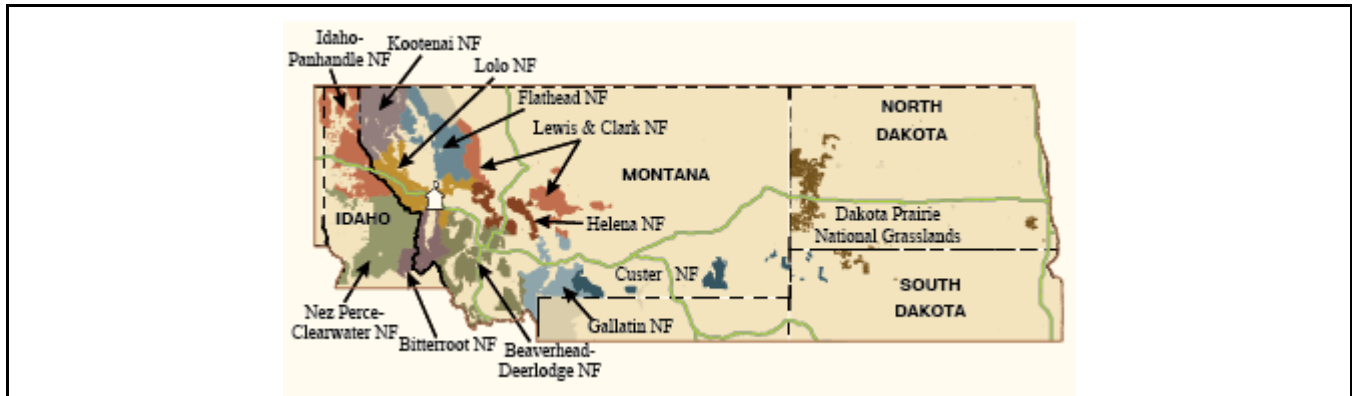 Idaho-
Panhandle NF
Kootenai NF
Lolo NF
Flathead NF
Lewis & Clark NF
MONTANA
NORTH
DAKOTA
IDAHO
Helena NF
Dakota Prairie
National Grasslands
Custer NF
SOUTH
DAKOTA
Nez Perce-
Clearwater NF
Bitterroot NF
Beaverhead-
Deerlodge NF
Gallatin NF